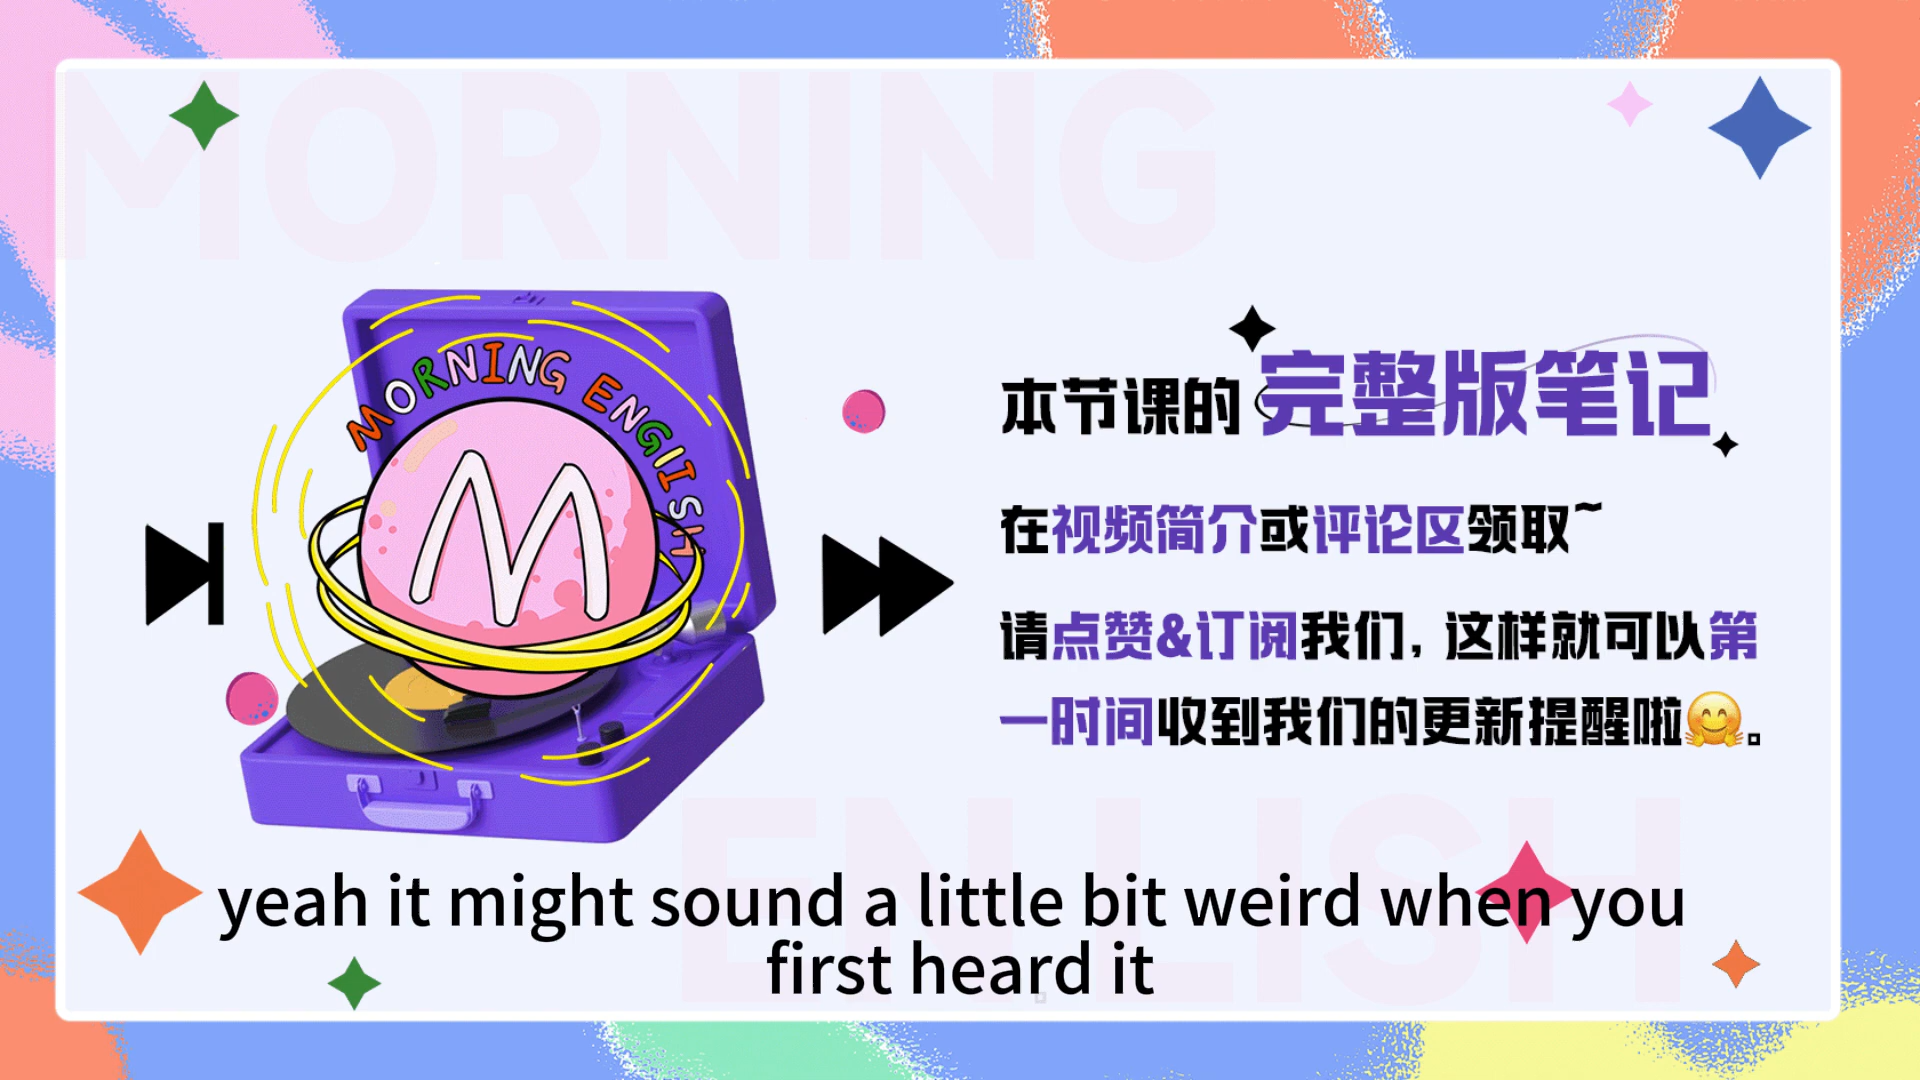 MORNING
MORNING ENGLISH
M
本节课的完整版笔记
在视频简介或评论区领取~
请点赞&订阅我们，这样就可以第
一时间收到我们的更新提醒啦🤗。
EN LISH
yeah it might sound a little bit weird when you
first heard it